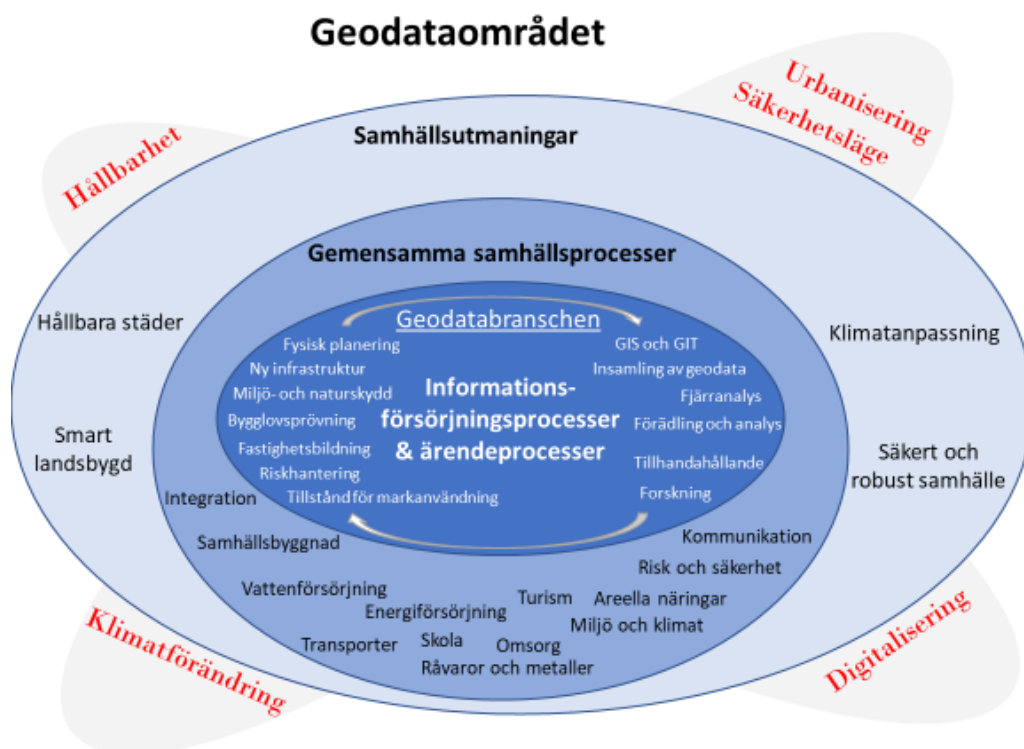 Geodataområdet
Urbanisering
Säkerhetsläge
Hållbarhet
Samhällsutmaningar
Gemensamma samhällsprocesser
Hållbara städer
Klimatanpassning
Smart
landsbygd
Säkert och
robust samhälle
Geodatabranschen
Fysisk planering
Ny infrastruktur
Miljö- och naturskydd
Bygglovsprövning
Fastighetsbildning
Riskhantering
Tillstånd för markanvändning
Informations-
försörjningsprocesser
& ärendeprocesser
GIS och GIT
Insamling av geodata
Fjärranalys
Förädling och analys
Tillhandahållande
Forskning
Integration
Samhällsbyggnad
Vattenförsörjning
Energiförsörjning
Transporter
Skola
Råvaror och metaller
Omsorg
Turism
Areella näringar
Miljö och klimat
Risk och säkerhet
Kommunikation
Klimatförändring
Digitalisering